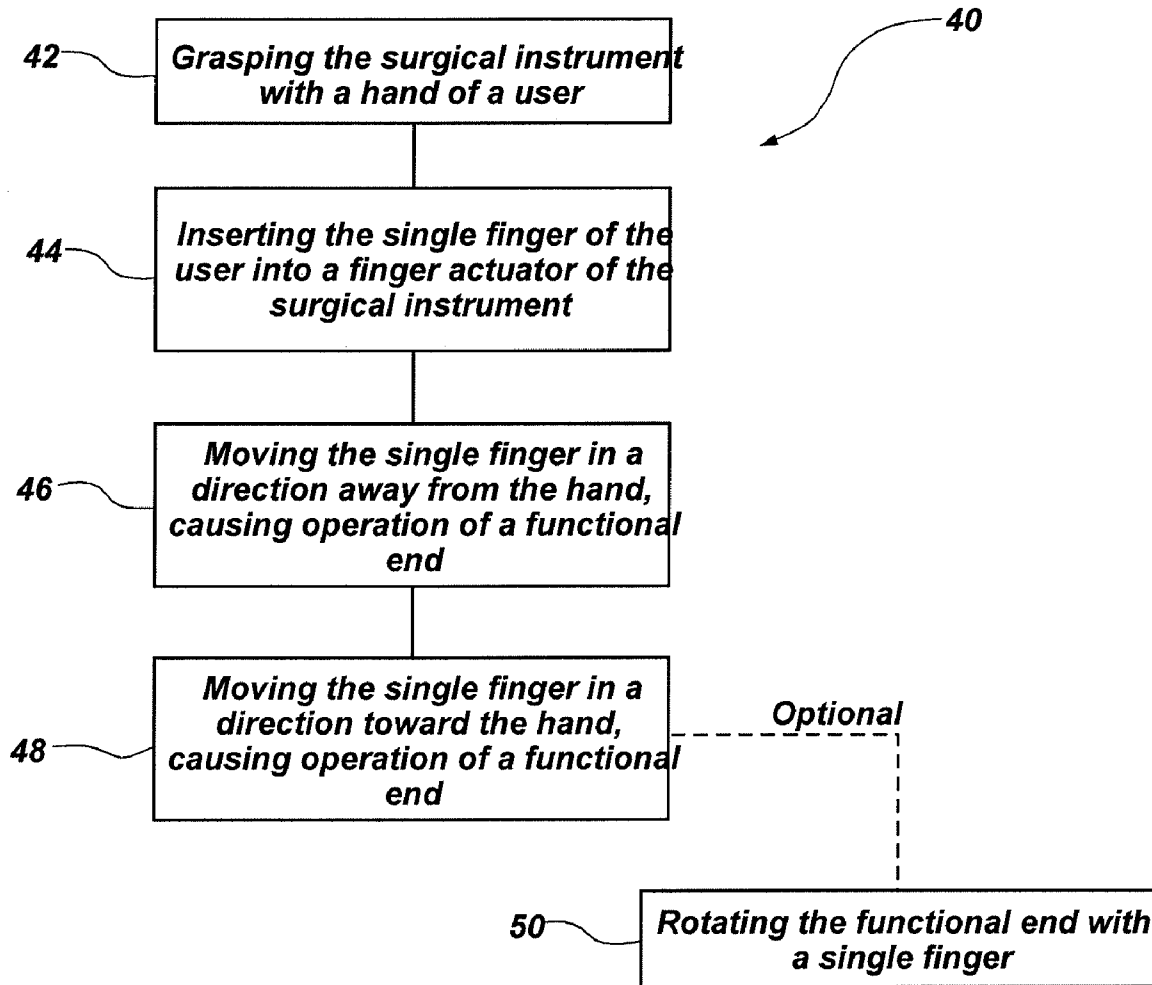 40
42
Grasping the surgical instrument
with a hand of a user
44
Inserting the single finger of the
user into a finger actuator of the
surgical instrument
46
Moving the single finger in a
direction away from the hand,
causing operation of a functional
end
48
Moving the single finger in a
direction toward the hand,
causing operation of a functional
end
Optional
50
Rotating the functional end with
a single finger